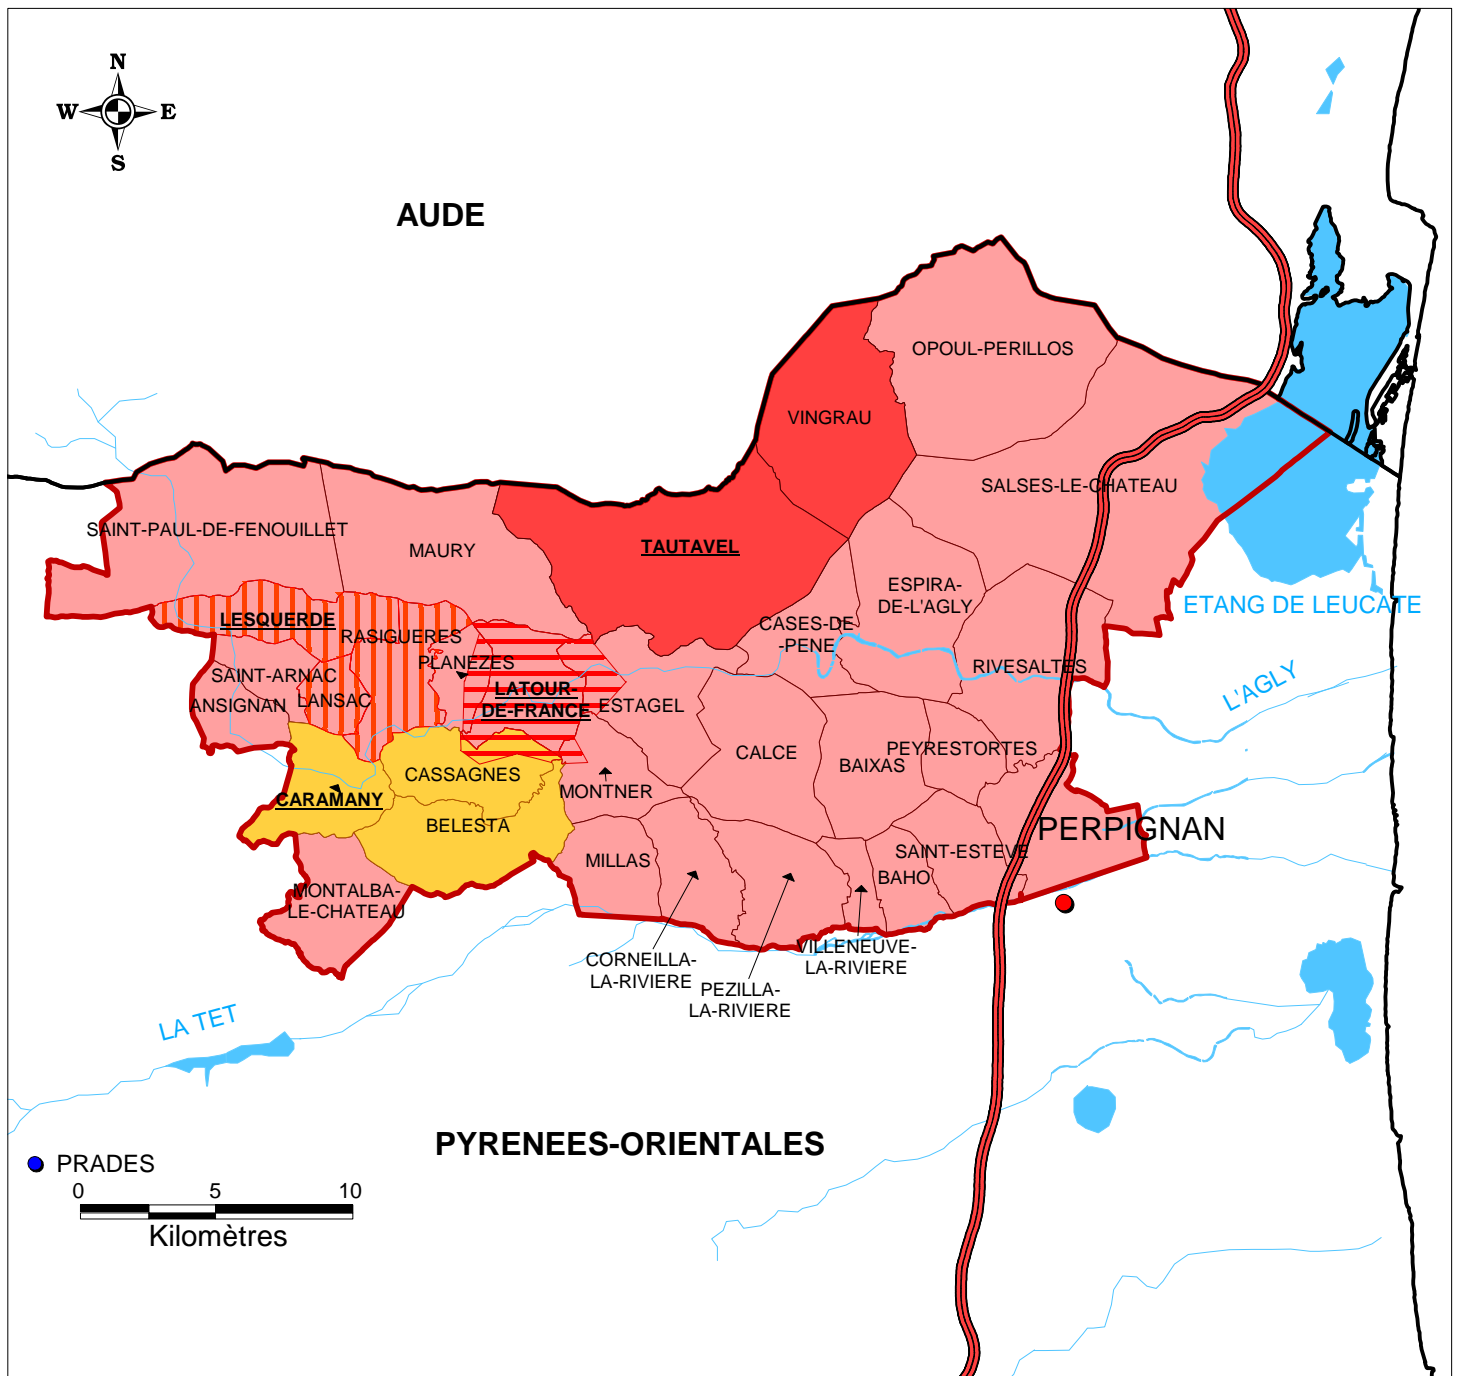 N
W E
S
AUDE
OPOUL-PERILLOS
VINGRAU
SALSES-LE-CHATEAU
SAINT-PAUL-DE-FENOUILLET
MAURY
TAUTAVEL
ESPIRA-
DE-L'AGLY
ETANG DE LEUCATE
LESQUERDE
RASIGUERES
CASES-DE
-PENE
PLANEZES
RIVESALTES
SAINT-ARNAC
L'AGLY
LANSAC
ANSIGNAN
LATOUR-
DE-FRANCE
ESTAGEL
CALCE
PEYRESTORTES
BAIXAS
CASSAGNES
CARAMANY
MONTNER
BELESTA
PERPIGNAN
MILLAS
SAINT-ESTEVE
BAHO
MONTALBA-
LE-CHATEAU
CORNEILLA-
LA-RIVIERE
PEZILLA-
LA-RIVIERE
VILLENEUVE-
LA-RIVIERE
LA TET
PYRENEES-ORIENTALES
PRADES
0 5 10
Kilomètres